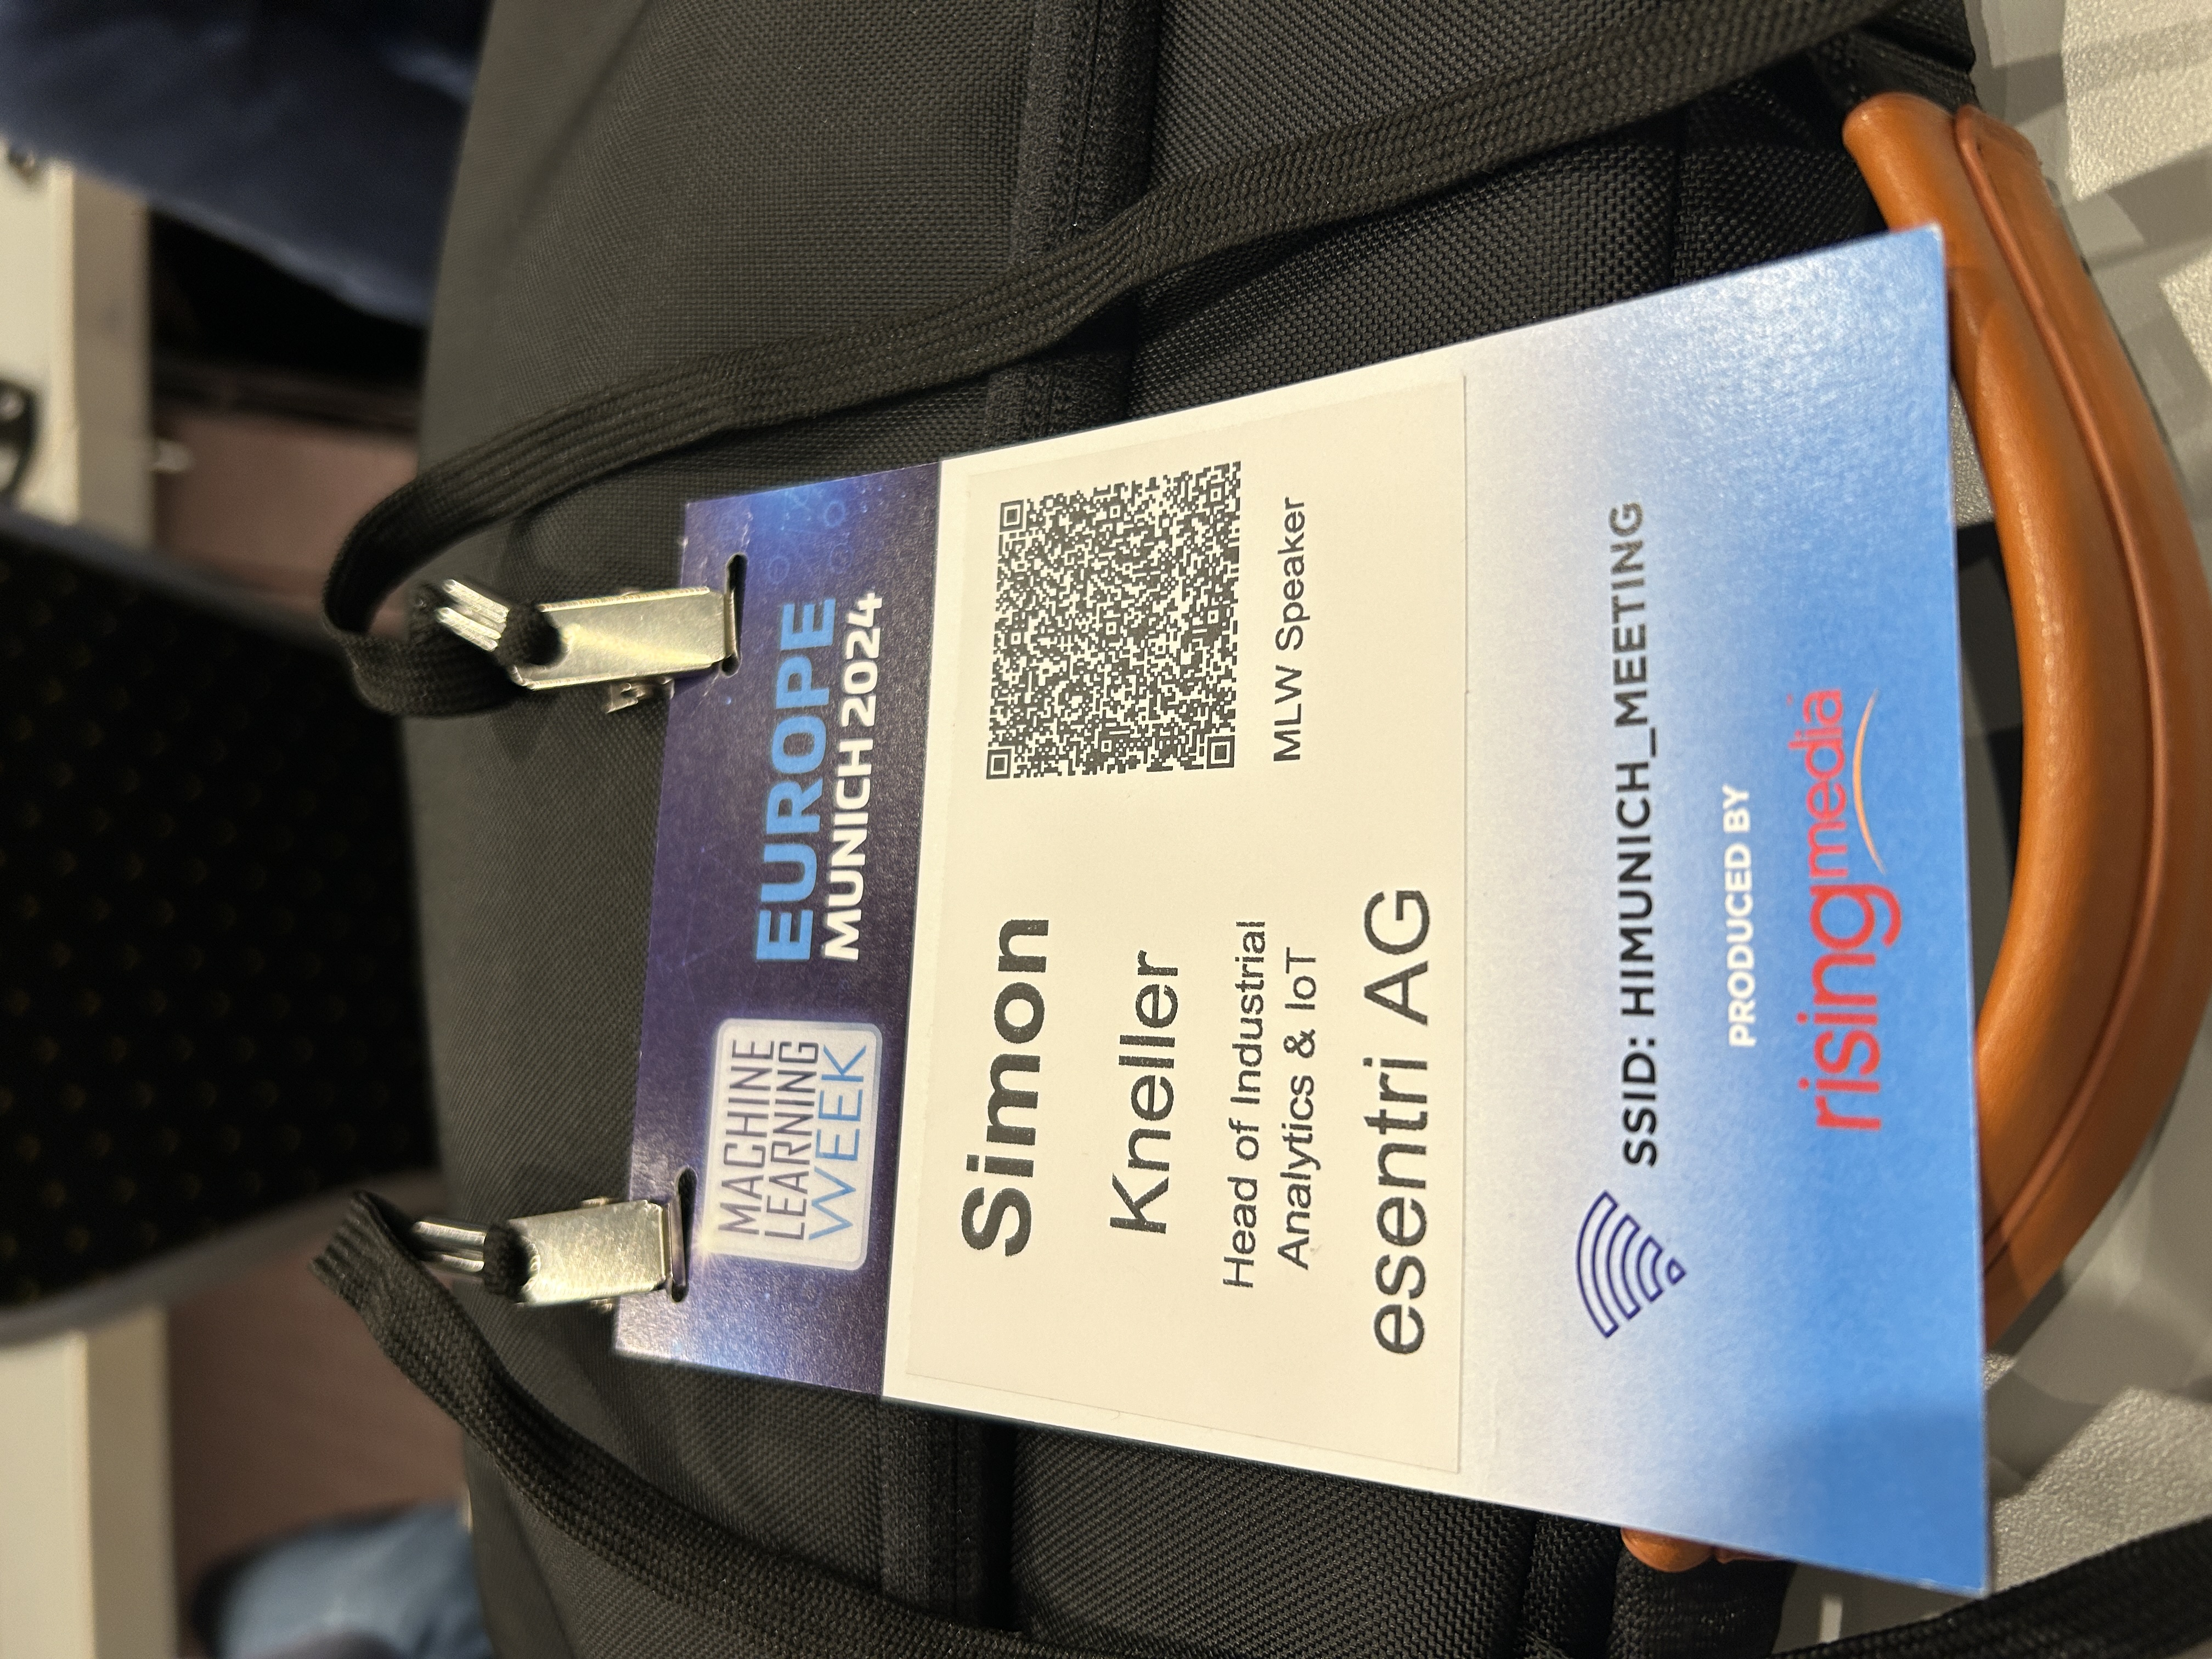 MACHINE
LEARNING
WEEK
EUROPE
MUNICH 2024
Simon
Kneller
Head of Industrial
Analytics & IoT
esentri AG
MLW Speaker
SSID: HIMUNICH_MEETING
PRODUCED BY
risingmedia